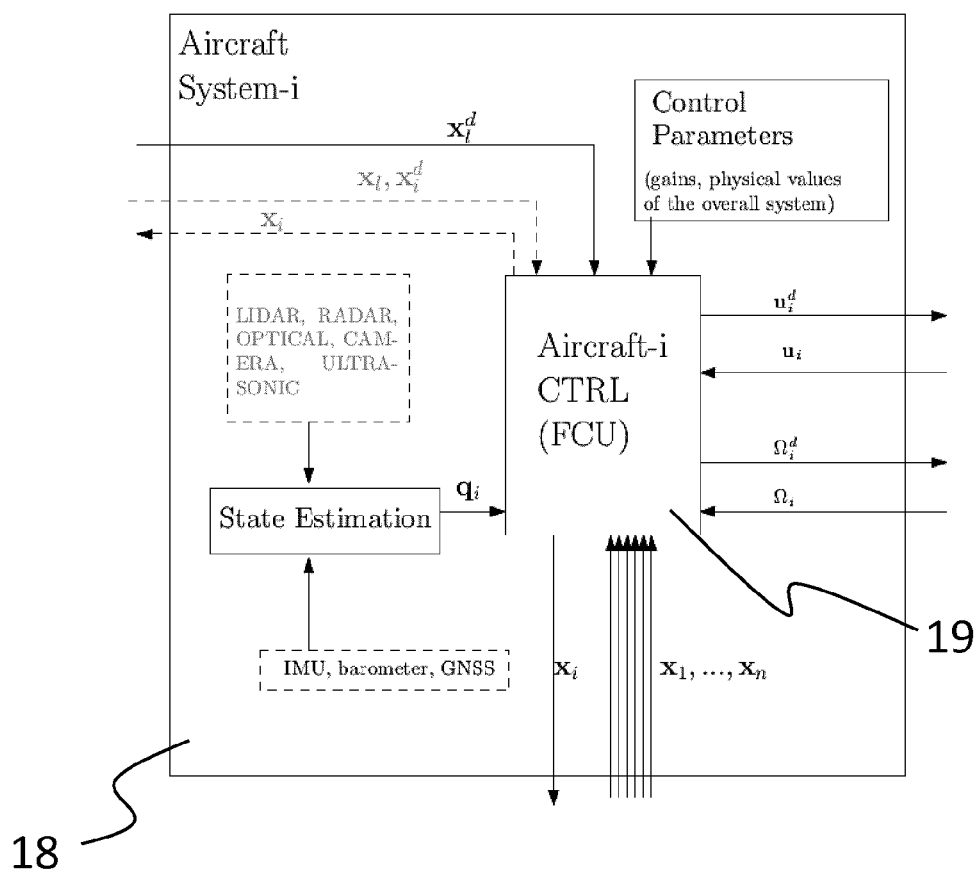 Aircraft
System-i
Control
Parameters
(gains, physical values
of the overall system)
x_l^d
x_l, x_i^d
x_i
LIDAR, RADAR,
OPTICAL, CAM-
ERA, ULTRA-
SONIC
Aircraft-i
CTRL
(FCU)
u_i^d
u_i
Ω_i^d
Ω_i
q_i
State Estimation
IMU, barometer, GNSS
x_i
x_1, ..., x_n
19
18